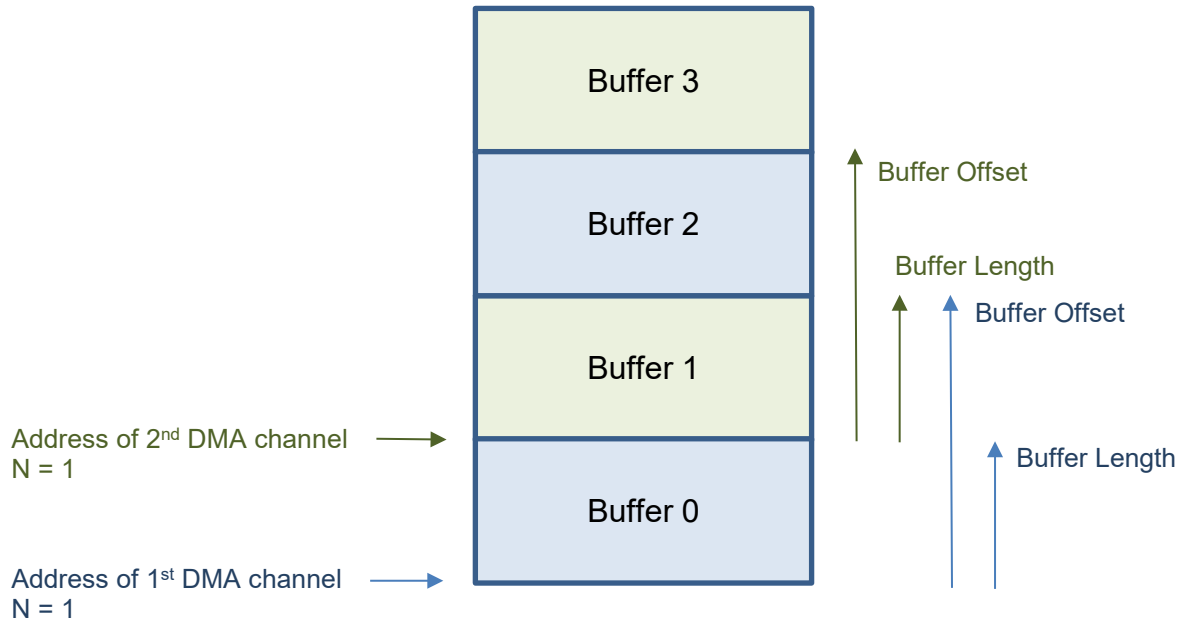 Buffer 3
Buffer Offset
Buffer 2
Buffer Length
Buffer Offset
Buffer 1
Address of 2nd DMA channel
N = 1
Buffer Length
Buffer 0
Address of 1st DMA channel
N = 1